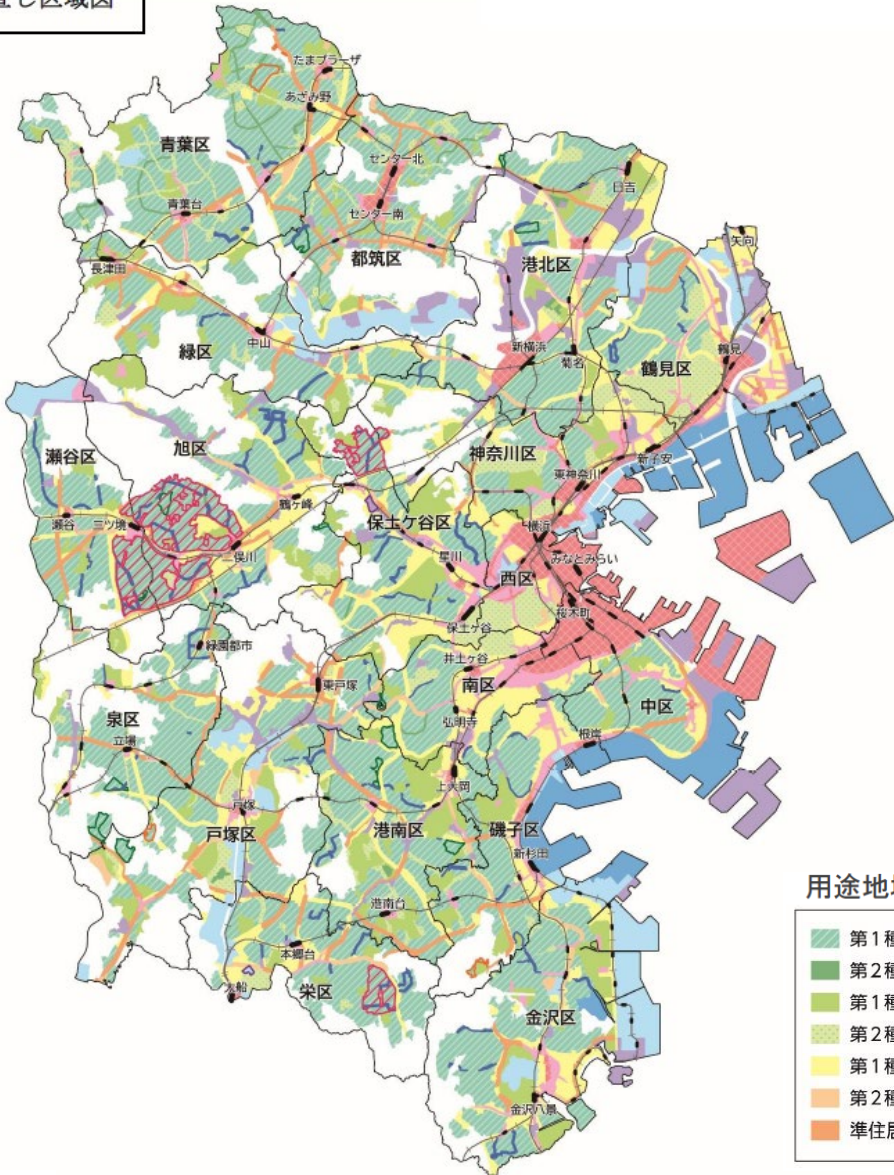 直し区域図
たまプラーザ
あざみ野
青葉区
センター北
日吉
青葉台
センター南
矢向
都筑区
港北区
長津田
中山
緑区
新横浜
菊名
鶴見
鶴見区
瀬谷区
旭区
神奈川区
新子安
東神奈川
鶴ヶ峰
保土ケ谷区
瀬谷
三ツ境
横浜
二俣川
星川
みなとみらい
西区
桜木町
保土ヶ谷
緑園都市
井土ヶ谷
東戸塚
南区
中区
泉区
弘明寺
立場
根岸
上大岡
戸塚
戸塚区
港南区
磯子区
新杉田
用途地
港南台
第1種
本郷台
第2種
大船
栄区
第1種
金沢区
第2種
第1種
第2種
金沢八景
準住居